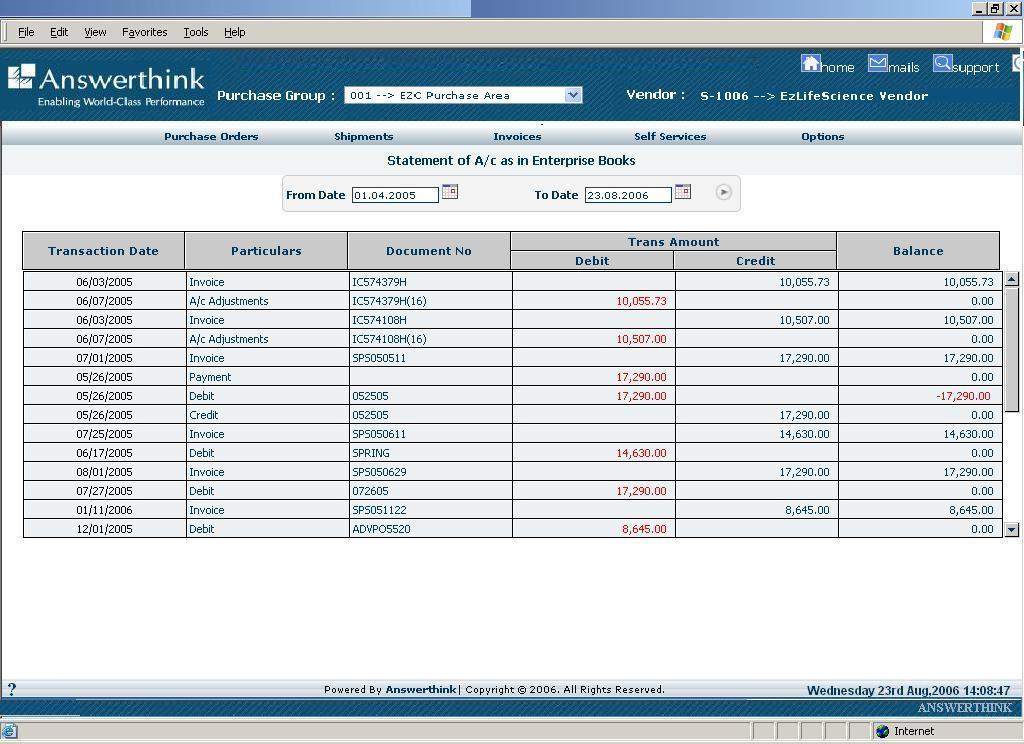 File Edit View Favorites Tools Help
home mails support
Answerthink
Enabling World-Class Performance
Purchase Group : 001 --> EZC Purchase Area Vendor : S-1006 --> EzLifeScience Vendor
Purchase Orders Shipments Invoices Self Services Options
Statement of A/c as in Enterprise Books
From Date 01.04.2005 To Date 23.08.2006
Transaction Date Particulars Document No Trans Amount Balance
Debit Credit
06/03/2005 Invoice IC574379H 10,055.73 10,055.73
06/07/2005 A/c Adjustments IC574379H(16) 10,055.73 0.00
06/03/2005 Invoice IC574108H 10,507.00 10,507.00
06/07/2005 A/c Adjustments IC574108H(16) 10,507.00 0.00
07/01/2005 Invoice SPS050511 17,290.00 17,290.00
05/26/2005 Payment 17,290.00 0.00
05/26/2005 Debit 052505 17,290.00 -17,290.00
05/26/2005 Credit 052505 17,290.00 0.00
07/25/2005 Invoice SPS050611 14,630.00 14,630.00
06/17/2005 Debit SPRING 14,630.00 0.00
08/01/2005 Invoice SPS050629 17,290.00 17,290.00
07/27/2005 Debit 072605 17,290.00 0.00
01/11/2006 Invoice SPS051122 8,645.00 8,645.00
12/01/2005 Debit ADVPO5520 8,645.00 0.00
? Powered By Answerthink | Copyright © 2006. All Rights Reserved. Wednesday 23rd Aug,2006 14:08:47
ANSWERTHINK
Internet